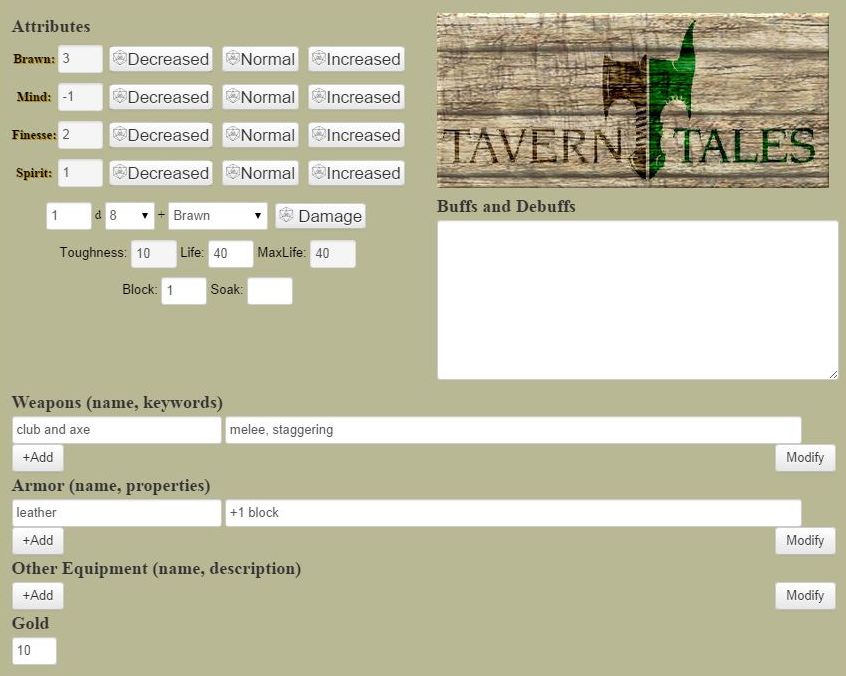 Attributes
Brawn: 3 Decreased Normal Increased
Mind: -1 Decreased Normal Increased
Finesse: 2 Decreased Normal Increased
Spirit: 1 Decreased Normal Increased
1 d 8 + Brawn Damage
Toughness: 10 Life: 40 MaxLife: 40
Block: 1 Soak:
TAVERN TALES
Buffs and Debuffs
Weapons (name, keywords)
club and axe melee, staggering
+Add Modify
Armor (name, properties)
leather +1 block
+Add Modify
Other Equipment (name, description)
+Add Modify
Gold
10